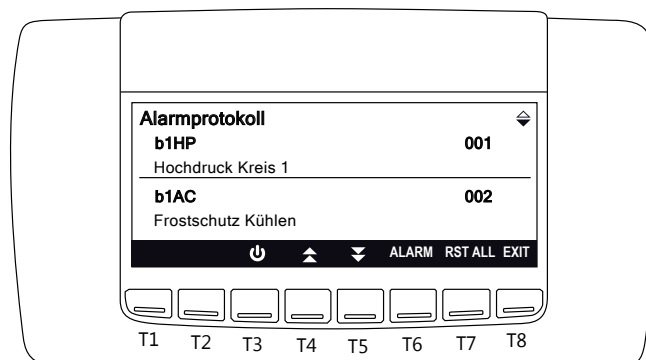 Alarmprotokoll
b1HP 001
Hochdruck Kreis 1
b1AC 002
Frostschutz Kühlen
ALARM RST ALL EXIT
T1 T2 T3 T4 T5 T6 T7 T8